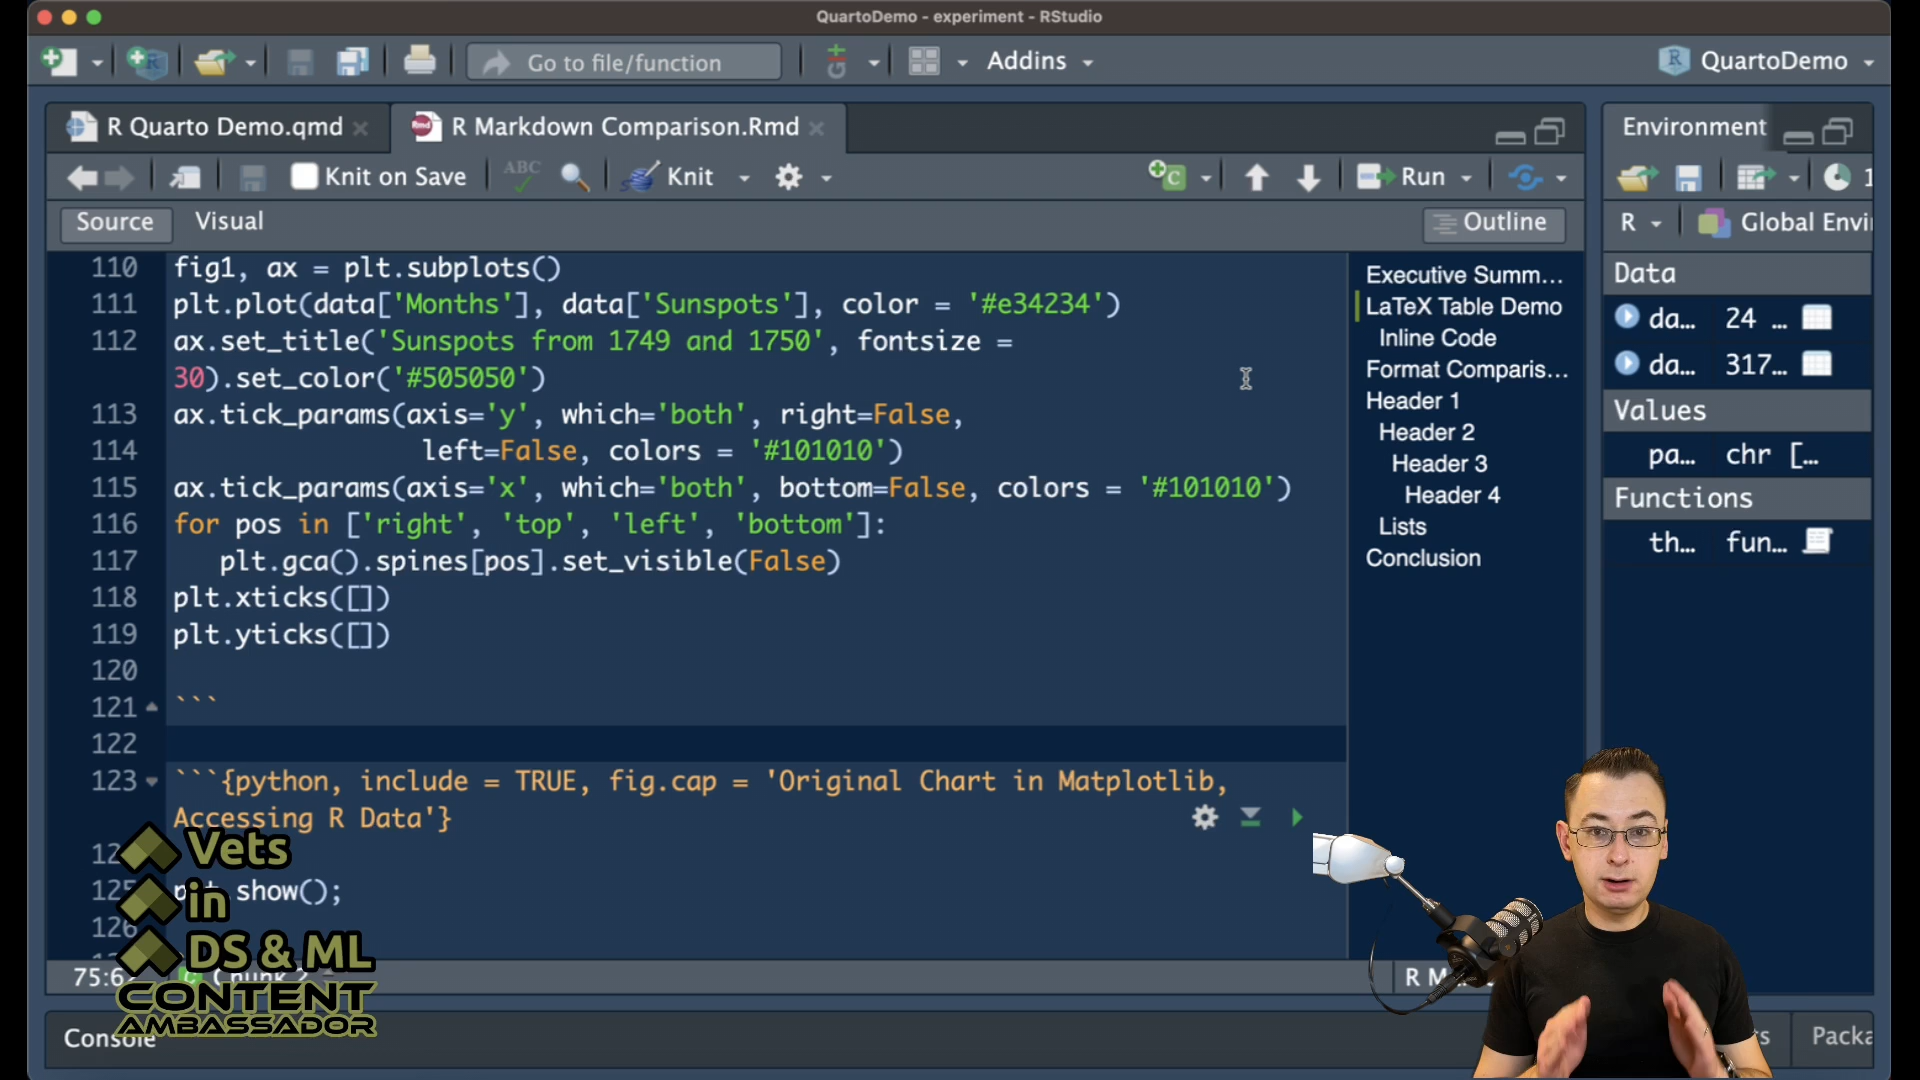 QuartoDemo - experiment - RStudio
Go to file/function
Addins
QuartoDemo
R Quarto Demo.qmd
R Markdown Comparison.Rmd
Environment
Knit on Save
ABC
Knit
Run
Source
Visual
Outline
R
Global Envi
110 fig1, ax = plt.subplots()
111 plt.plot(data['Months'], data['Sunspots'], color = '#e34234')
112 ax.set_title('Sunspots from 1749 and 1750', fontsize =
30).set_color('#505050')
113 ax.tick_params(axis='y', which='both', right=False,
114 left=False, colors = '#101010')
115 ax.tick_params(axis='x', which='both', bottom=False, colors = '#101010')
116 for pos in ['right', 'top', 'left', 'bottom']:
117 plt.gca().spines[pos].set_visible(False)
118 plt.xticks([])
119 plt.yticks([])
120
121 ```
122
123 ```{python, include = TRUE, fig.cap = 'Original Chart in Matplotlib,
Accessing R Data'}
125 show();
126
Executive Summ...
LaTeX Table Demo
Inline Code
Format Comparis...
Header 1
Header 2
Header 3
Header 4
Lists
Conclusion
Data
da... 24 ...
da... 317...
Values
pa... chr [...
Functions
th... fun...
Vets
in
DS & ML
CONTENT
AMBASSADOR
Chunk 2
R M
Console
Packa